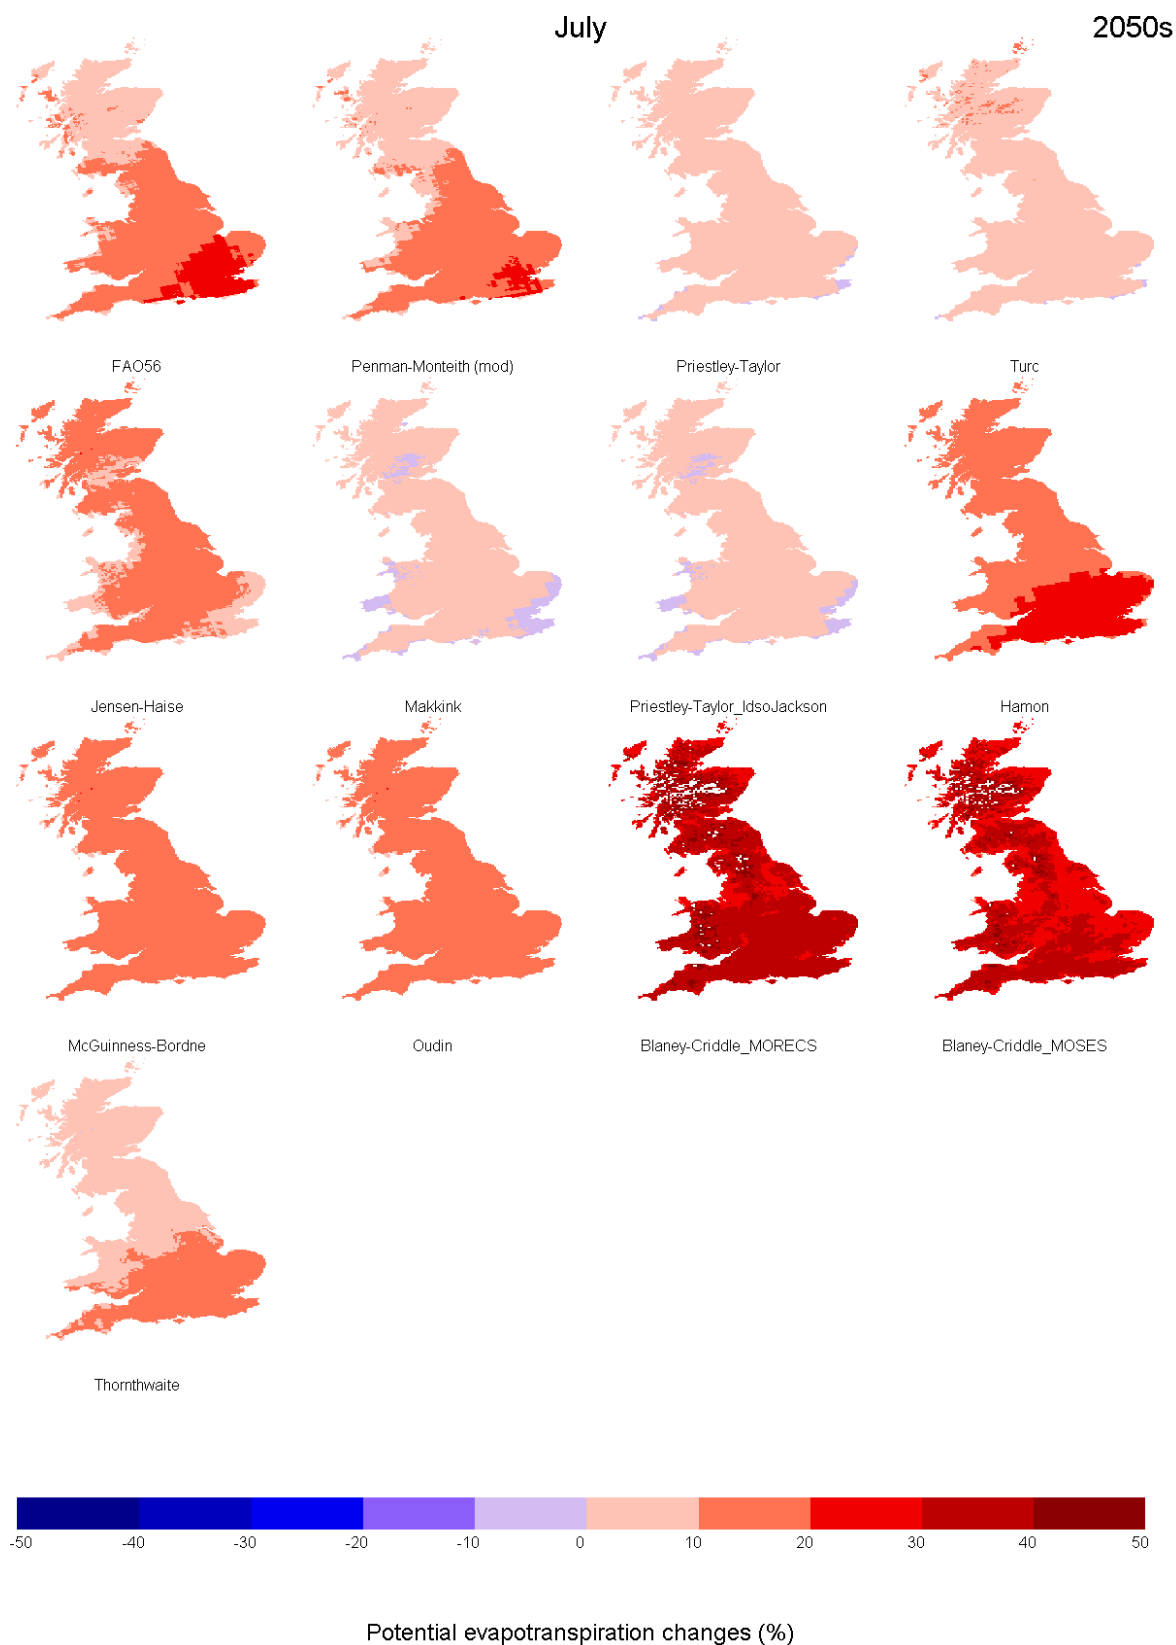 July 2050s
FAO56 Penman-Monteith (mod) Priestley-Taylor Turc
Jensen-Haise Makkink Priestley-Taylor_IdsoJackson Hamon
McGuinness-Bordne Oudin Blaney-Criddle_MORECS Blaney-Criddle_MOSES
Thornthwaite
-50 -40 -30 -20 -10 0 10 20 30 40 50
Potential evapotranspiration changes (%)